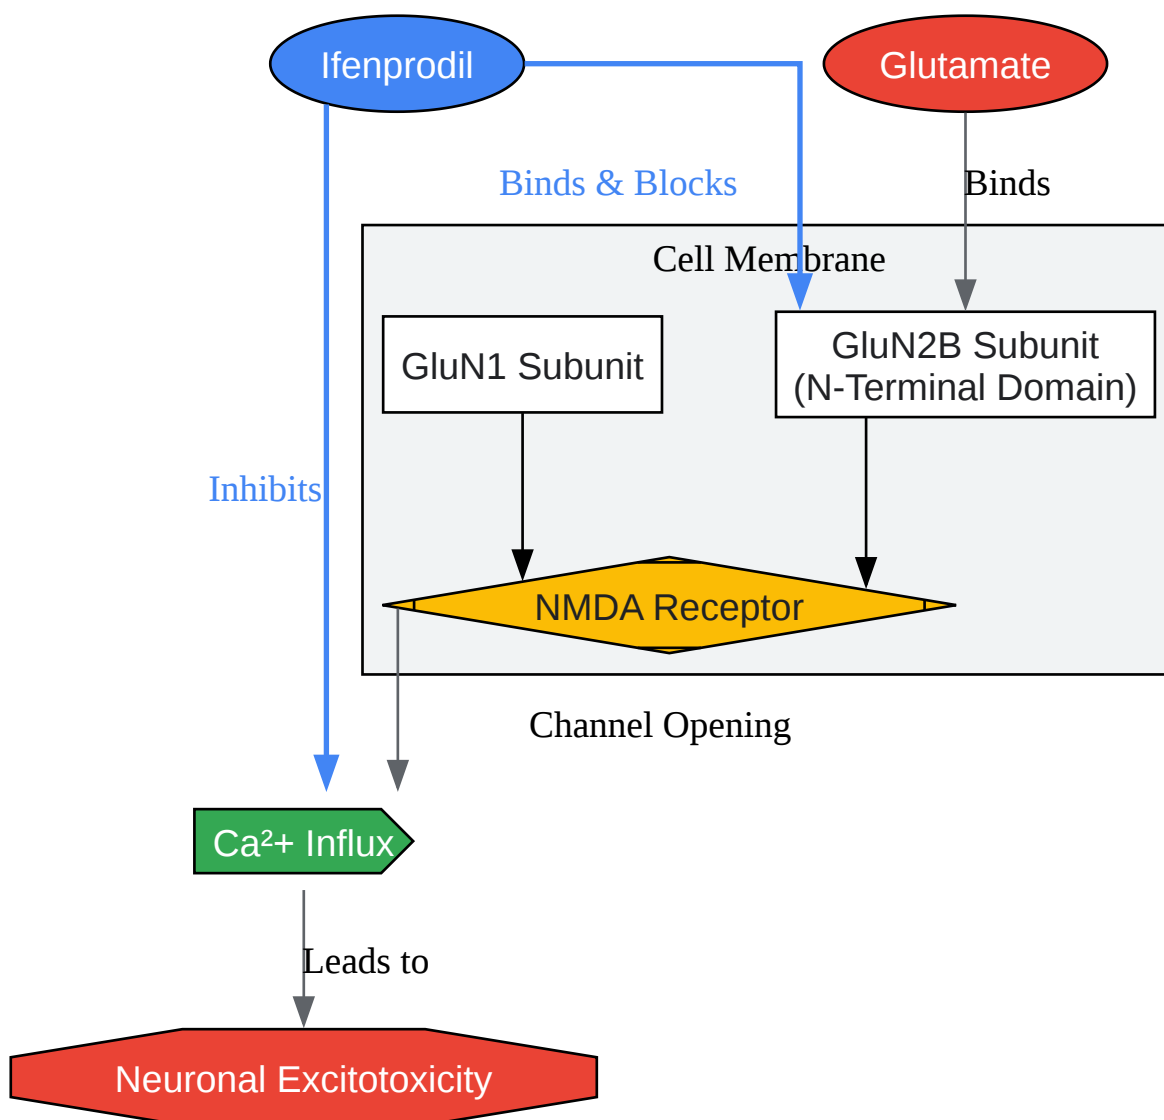 Ifenprodil
Glutamate
Binds & Blocks
Binds
Cell Membrane
GluN1 Subunit
GluN2B Subunit
(N-Terminal Domain)
Inhibits
NMDA Receptor
Channel Opening
Ca²+ Influx
Leads to
Neuronal Excitotoxicity